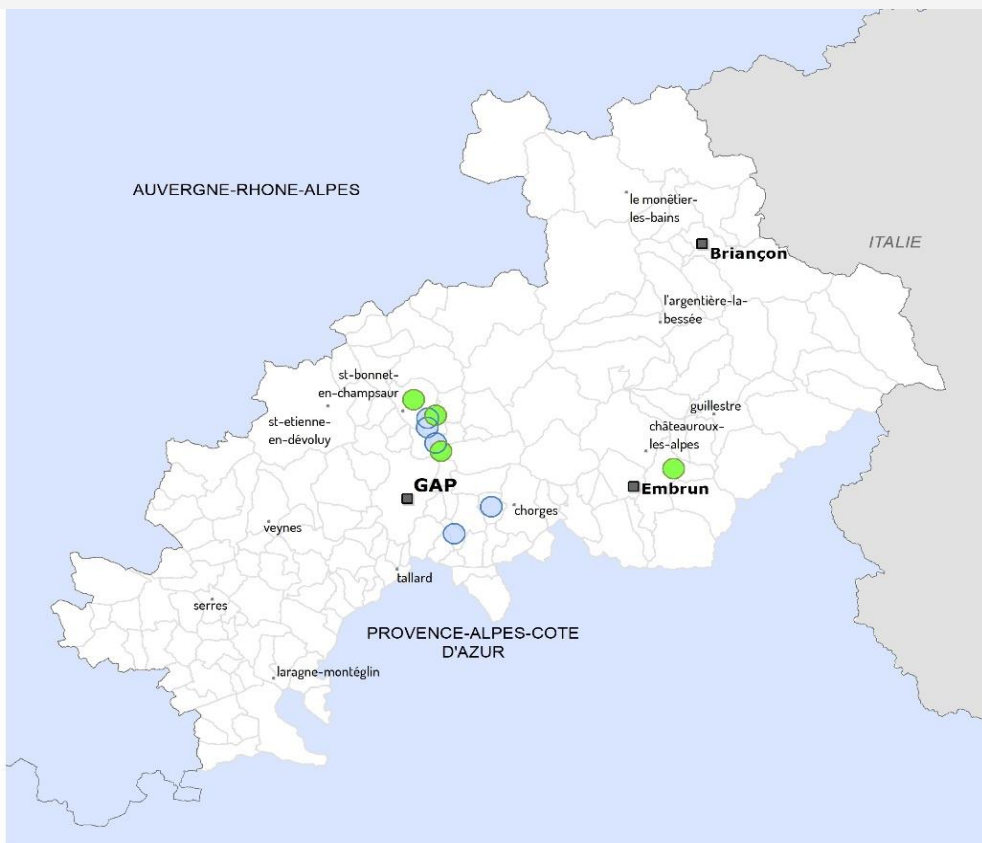 AUVERGNE-RHONE-ALPES
le monêtier-
les-bains
Briançon
ITALIE
l'argentière-la-
bessée
st-bonnet-
en-champsaur
st-etienne-
en-dévoluy
guillestre
châteauroux-
les-alpes
GAP
Embrun
chorges
veynes
tallard
serres
PROVENCE-ALPES-COTE
D'AZUR
laragne-montéglin